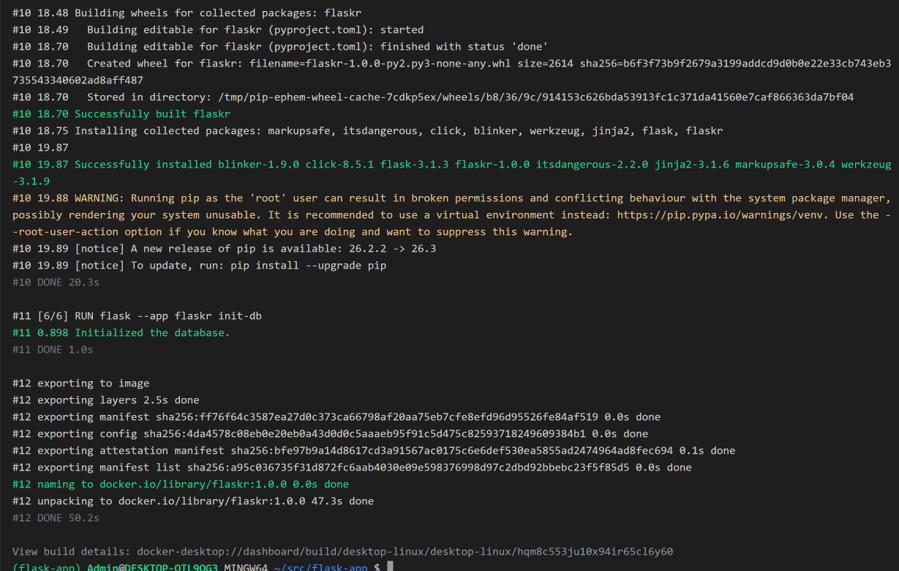 #10 18.48 Building wheels for collected packages: flaskr
#10 18.49   Building editable for flaskr (pyproject.toml): started
#10 18.70   Building editable for flaskr (pyproject.toml): finished with status 'done'
#10 18.70   Created wheel for flaskr: filename=flaskr-1.0.0-py2.py3-none-any.whl size=2614 sha256=b6f3f73b9f2679a3199addcd9d0b0e22e33cb743eb3
735543340602ad8aff487
#10 18.70   Stored in directory: /tmp/pip-ephem-wheel-cache-7cdkp5ex/wheels/b8/36/9c/914153c626bda53913fc1c371da41560e7caf866363da7bf04
#10 18.70 Successfully built flaskr
#10 18.75 Installing collected packages: markupsafe, itsdangerous, click, blinker, werkzeug, jinja2, flask, flaskr
#10 19.87
#10 19.87 Successfully installed blinker-1.9.0 click-8.5.1 flask-3.1.3 flaskr-1.0.0 itsdangerous-2.2.0 jinja2-3.1.6 markupsafe-3.0.4 werkzeug
-3.1.9
#10 19.88 WARNING: Running pip as the 'root' user can result in broken permissions and conflicting behaviour with the system package manager,
possibly rendering your system unusable. It is recommended to use a virtual environment instead: https://pip.pypa.io/warnings/venv. Use the -
-root-user-action option if you know what you are doing and want to suppress this warning.
#10 19.89 [notice] A new release of pip is available: 26.2.2 -> 26.3
#10 19.89 [notice] To update, run: pip install --upgrade pip
#10 DONE 20.3s
#11 [6/6] RUN flask --app flaskr init-db
#11 0.898 Initialized the database.
#11 DONE 1.0s
#12 exporting to image
#12 exporting layers 2.5s done
#12 exporting manifest sha256:ff76f64c3587ea27d0c373ca66798af20aa75eb7cfe8efd96d95526fe84af519 0.0s done
#12 exporting config sha256:4da4578c08eb0e20eb0a43d0d0c5aaaeb95f91c5d475c82593718249609384b1 0.0s done
#12 exporting attestation manifest sha256:bfe97b9a14d8617cd3a91567ac0175c6e6def530ea5855ad2474964ad8fec694 0.1s done
#12 exporting manifest list sha256:a95c036735f31d872fc6aab4030e09e598376998d97c2dbd92bbebc23f5f85d5 0.0s done
#12 naming to docker.io/library/flaskr:1.0.0 0.0s done
#12 unpacking to docker.io/library/flaskr:1.0.0 47.3s done
#12 DONE 50.2s
View build details: docker-desktop://dashboard/build/desktop-linux/desktop-linux/hqm8c553ju10x94ir65cl6y60
(flask-app) Admin@DESKTOP-OTL9OG3 MINGW64 ~/src/flask-app $